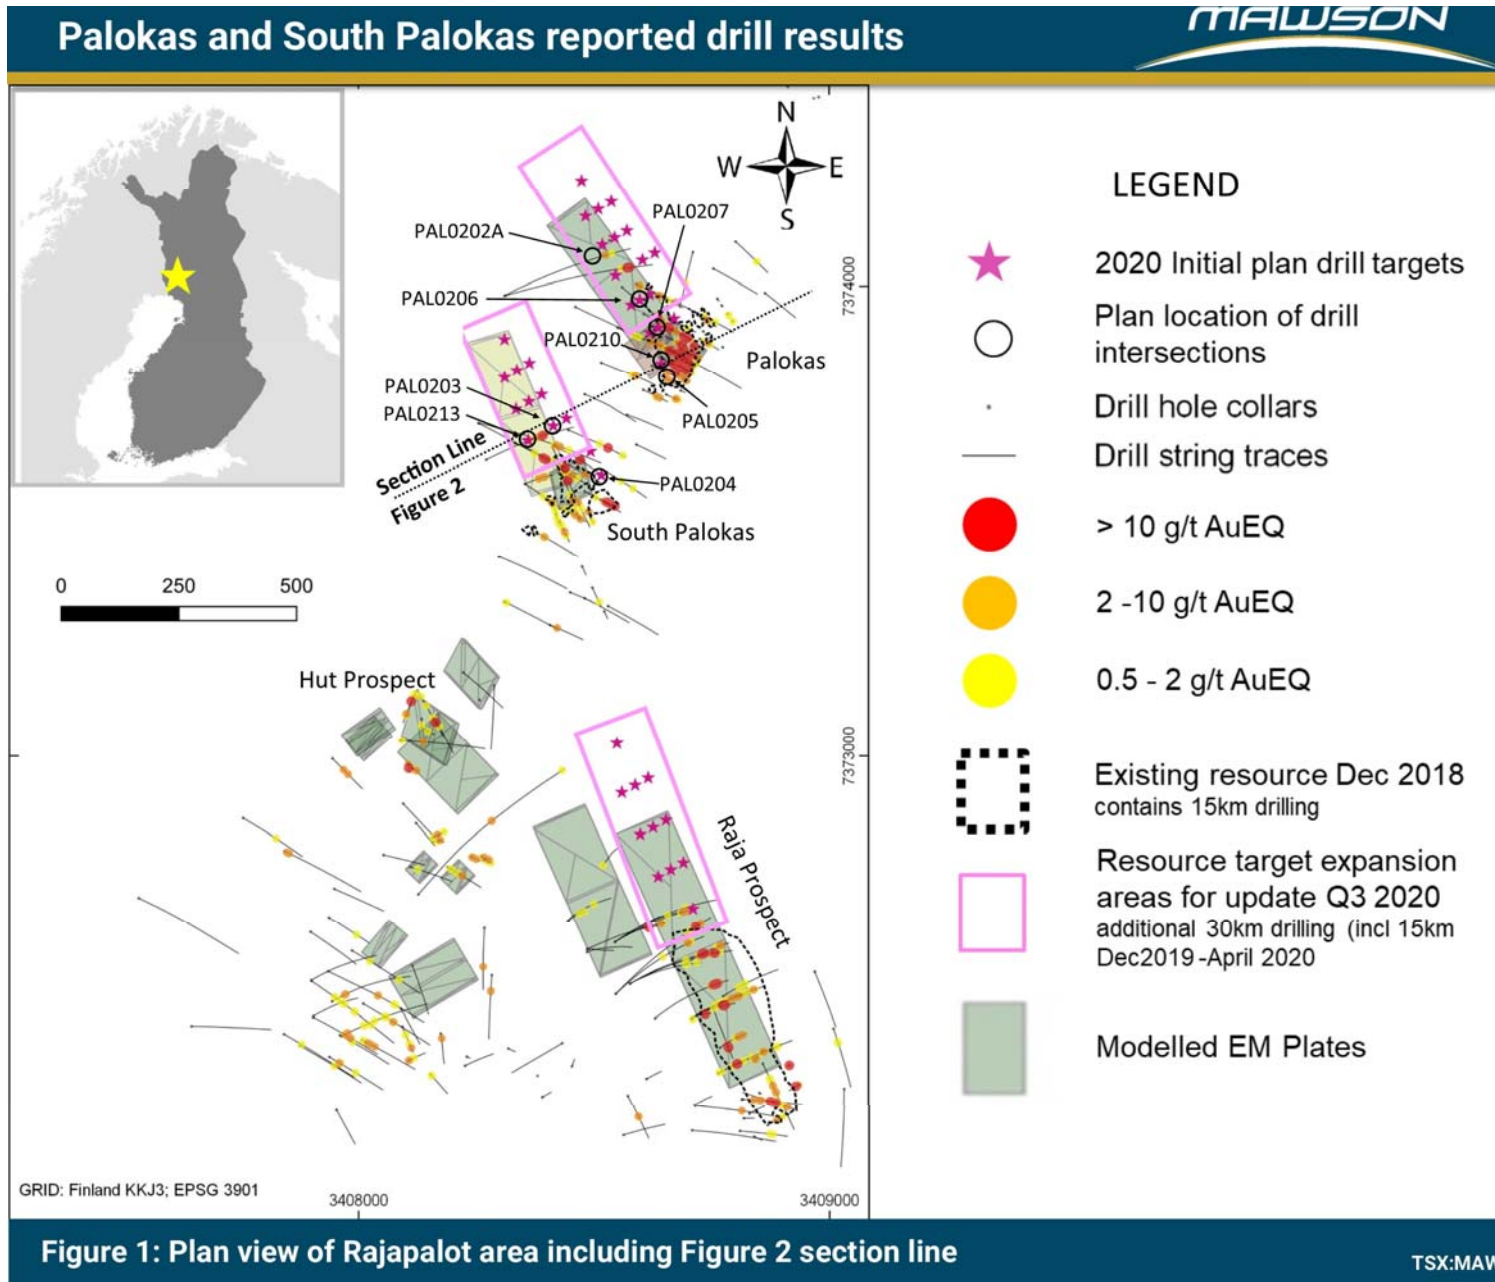 Palokas and South Palokas reported drill results
MAWSON
N
W
E
S
PAL0207
PAL0202A
PAL0206
7374000
PAL0210
Palokas
PAL0203
PAL0213
PAL0205
Section Line
Figure 2
PAL0204
South Palokas
0 250 500
Hut Prospect
7373000
Raja Prospect
GRID: Finland KKJ3; EPSG 3901
3408000
3409000
LEGEND
2020 Initial plan drill targets
Plan location of drill
intersections
Drill hole collars
Drill string traces
> 10 g/t AuEQ
2 -10 g/t AuEQ
0.5 - 2 g/t AuEQ
Existing resource Dec 2018
contains 15km drilling
Resource target expansion
areas for update Q3 2020
additional 30km drilling (incl 15km
Dec2019 -April 2020
Modelled EM Plates
Figure 1: Plan view of Rajapalot area including Figure 2 section line
TSX:MAW